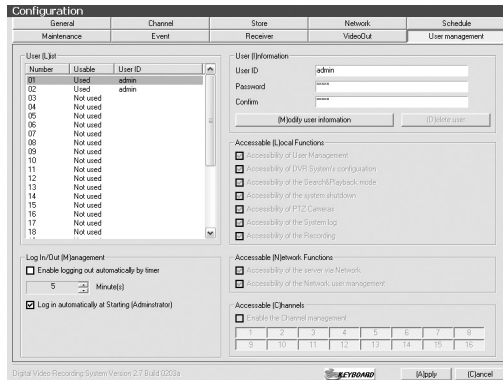 Configuration
General Channel Store Network Schedule
Maintenance Event Receiver VideoOut User management
User (L)ist
Number Usable User ID
01 Used admin
02 Used admin
03 Not used
04 Not used
05 Not used
06 Not used
07 Not used
08 Not used
09 Not used
10 Not used
11 Not used
12 Not used
13 Not used
14 Not used
15 Not used
16 Not used
17 Not used
18 Not used
User (I)nformation
User ID admin
Password *****
Confirm *****
(M)odify user information (D)elete user
Accessable (L)ocal Functions
Accessibility of User Management
Accessibility of DVR System's configuration
Accessibility of the Search&Playback mode
Accessibility of the system shutdown
Accessibility of PTZ Cameras
Accessibility of the System log
Accessibility of the Recording
Log In/Out (M)anagement
Enable logging out automatically by timer
5 Minute(s)
Log in automatically at Starting (Adminstrator)
Accessable (N)etwork Functions
Accessibility of the server via Network
Accessibility of the Network user management
Accessable (C)hannels
Enable the Channel management
1 2 3 4 5 6 7 8
9 10 11 12 13 14 15 16
Digital Video Recording System Version 2.7 Build 0203a
KEYBOARD (A)pply (C)ancel